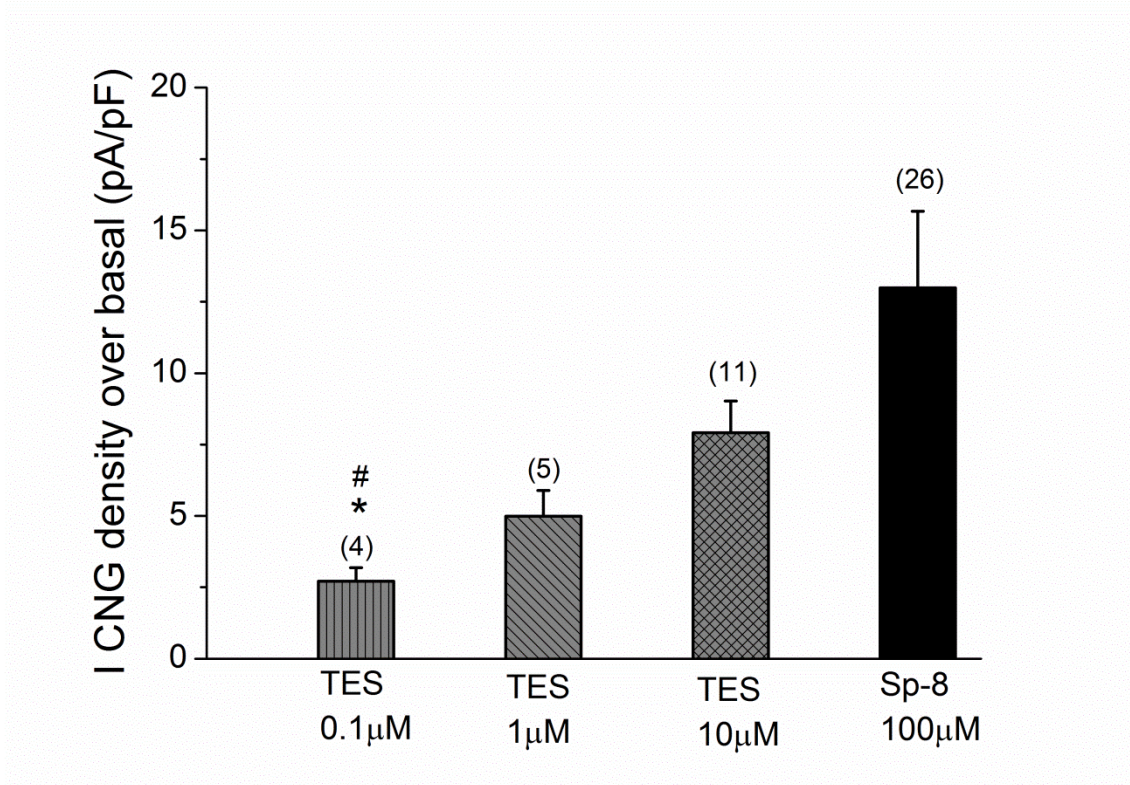 I CNG density over basal (pA/pF)
20
15
10
5
0
#
*
(4)
(5)
(11)
(26)
TES
0.1μM
TES
1μM
TES
10μM
Sp-8
100μM